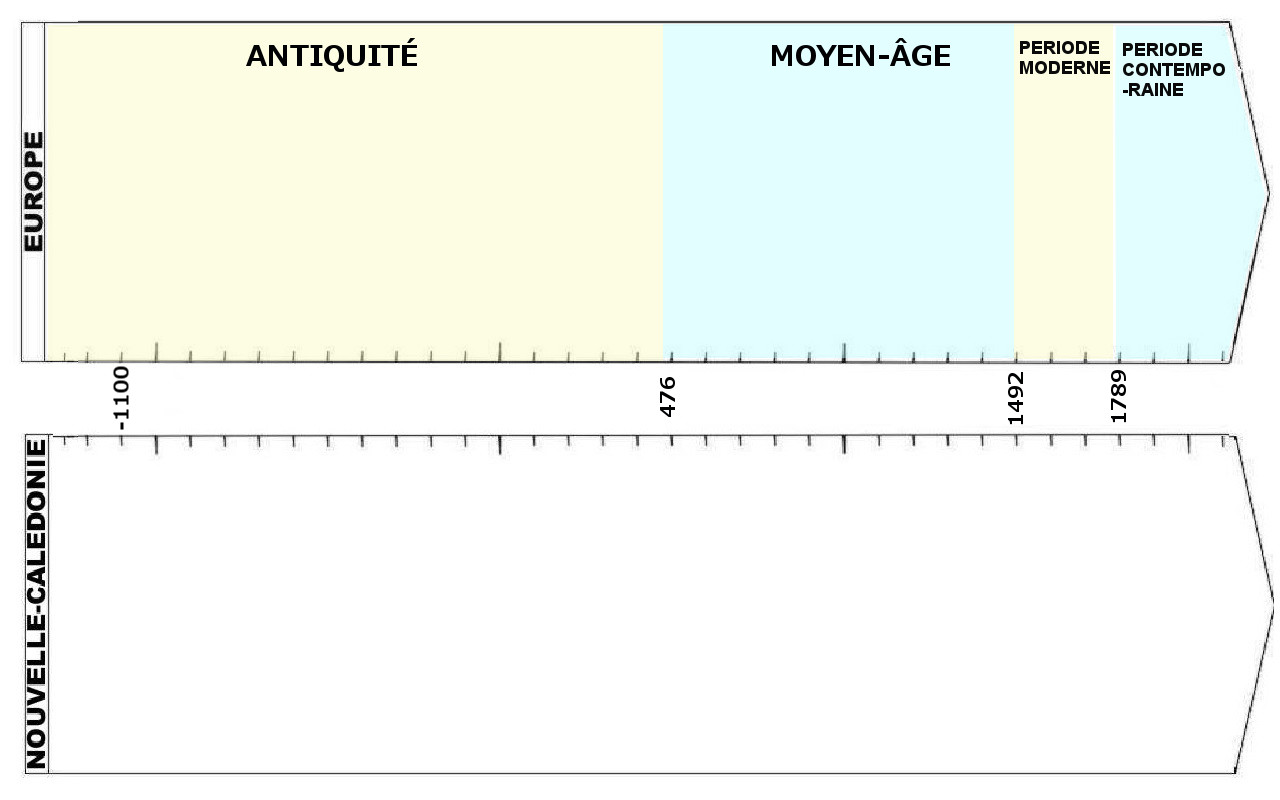 EUROPE
ANTIQUITÉ
MOYEN-ÂGE
PERIODE
MODERNE
PERIODE
CONTEMPO
-RAINE
-1100
476
1492
1789
NOUVELLE-CALEDONIE